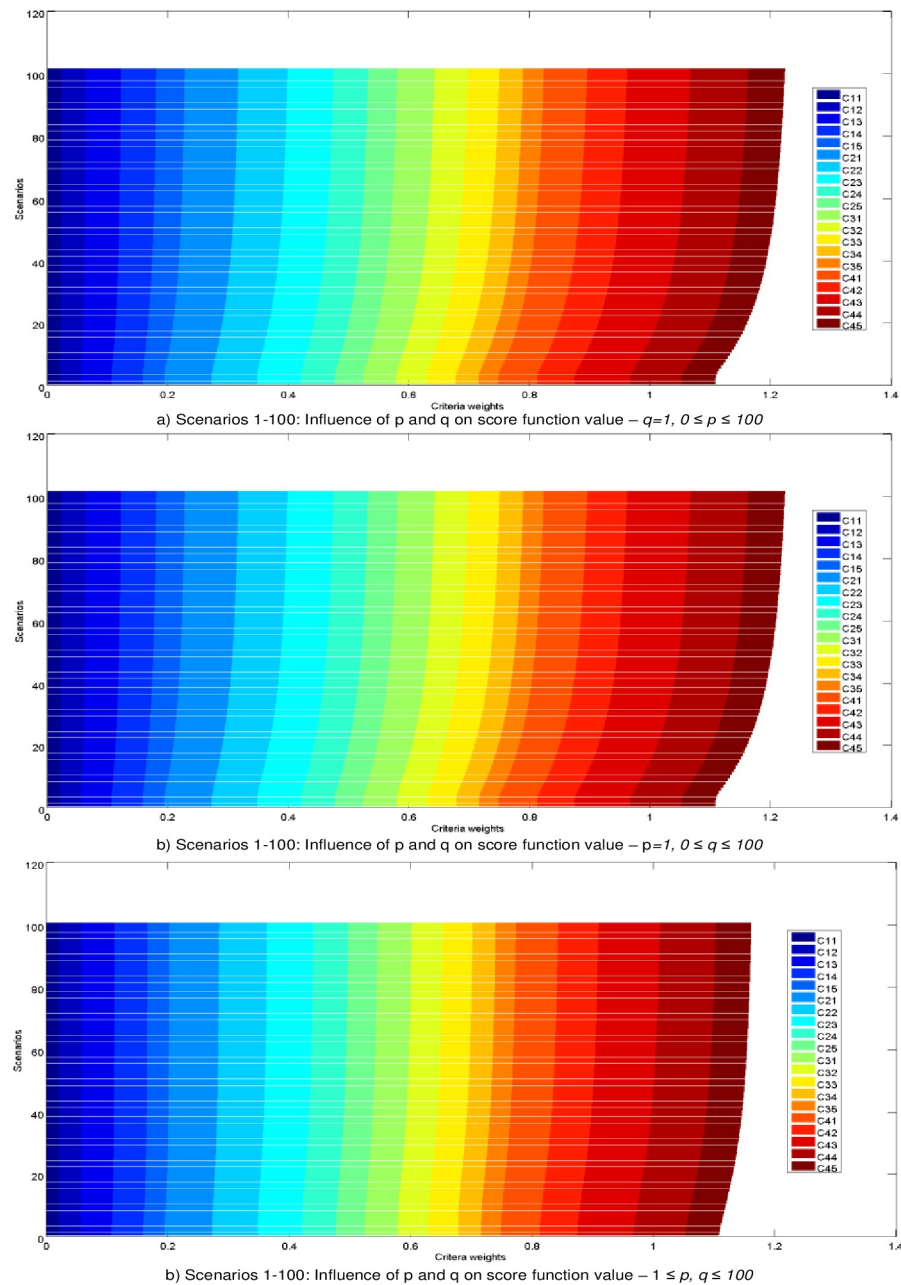 120
100
80
60
40
20
0
Scenarios
0
0.2
0.4
0.6
0.8
1
1.2
1.4
Criteria weights
C11
C12
C13
C14
C15
C21
C22
C23
C24
C25
C31
C32
C33
C34
C35
C41
C42
C43
C44
C45
a) Scenarios 1-100: Influence of p and q on score function value – q=1, 0 ≤ p ≤ 100
120
100
80
60
40
20
0
Scenarios
0
0.2
0.4
0.6
0.8
1
1.2
1.4
Criteria weights
C11
C12
C13
C14
C15
C21
C22
C23
C24
C25
C31
C32
C33
C34
C35
C41
C42
C43
C44
C45
b) Scenarios 1-100: Influence of p and q on score function value – p=1, 0 ≤ q ≤ 100
120
100
80
60
40
20
0
Scenarios
0
0.2
0.4
0.6
0.8
1
1.2
1.4
Critera weights
C11
C12
C13
C14
C15
C21
C22
C23
C24
C25
C31
C32
C33
C34
C35
C41
C42
C43
C44
C45
b) Scenarios 1-100: Influence of p and q on score function value – 1 ≤ p, q ≤ 100